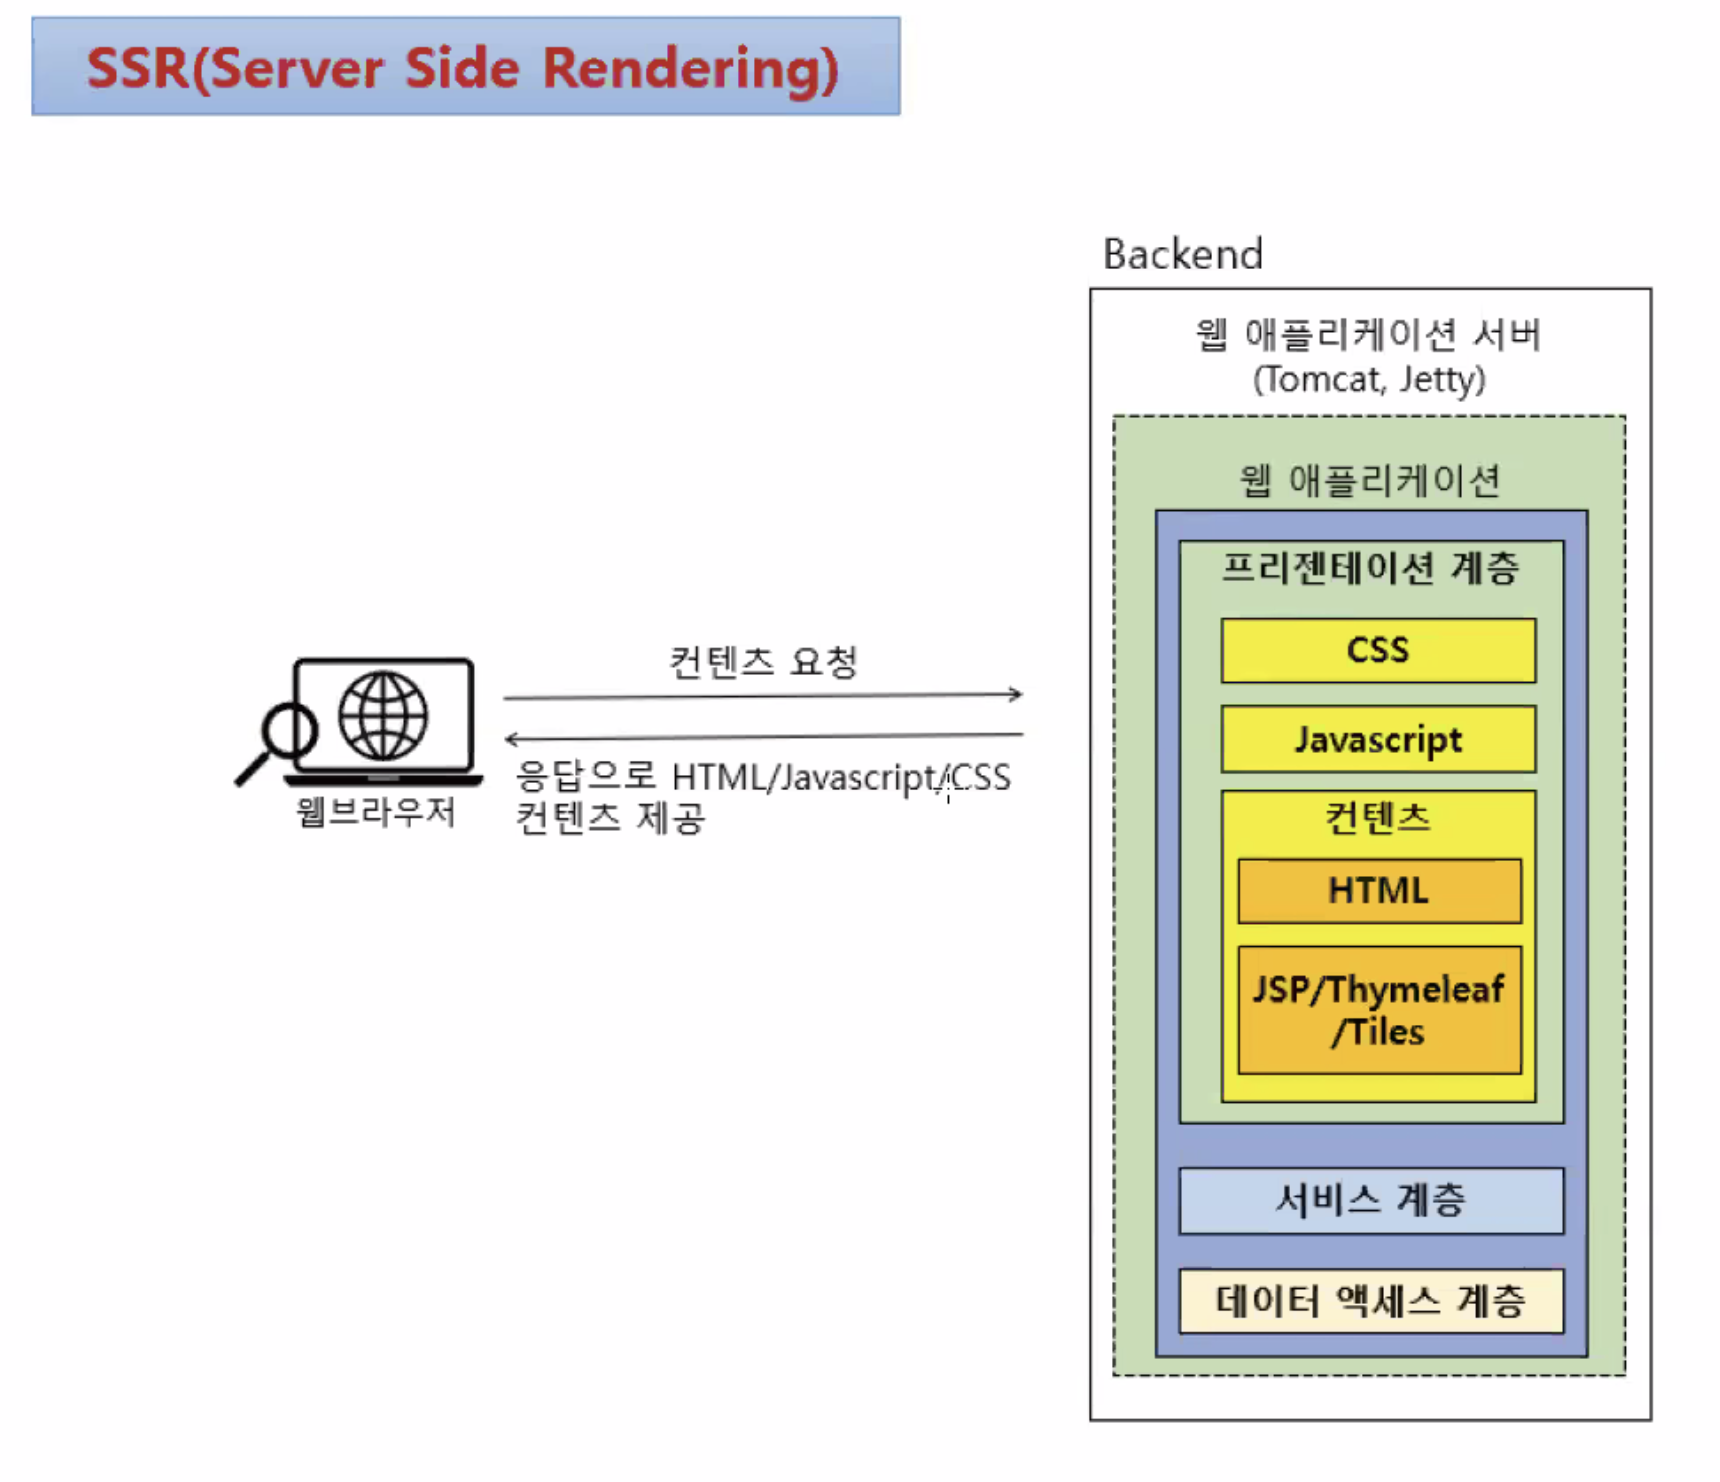 SSR(Server Side Rendering)
Backend
웹 애플리케이션 서버
(Tomcat, Jetty)
웹 애플리케이션
프리젠테이션 계층
CSS
Javascript
컨텐츠
HTML
JSP/Thymeleaf
/Tiles
서비스 계층
데이터 액세스 계층
컨텐츠 요청
응답으로 HTML/Javascript/CSS
컨텐츠 제공
웹브라우저